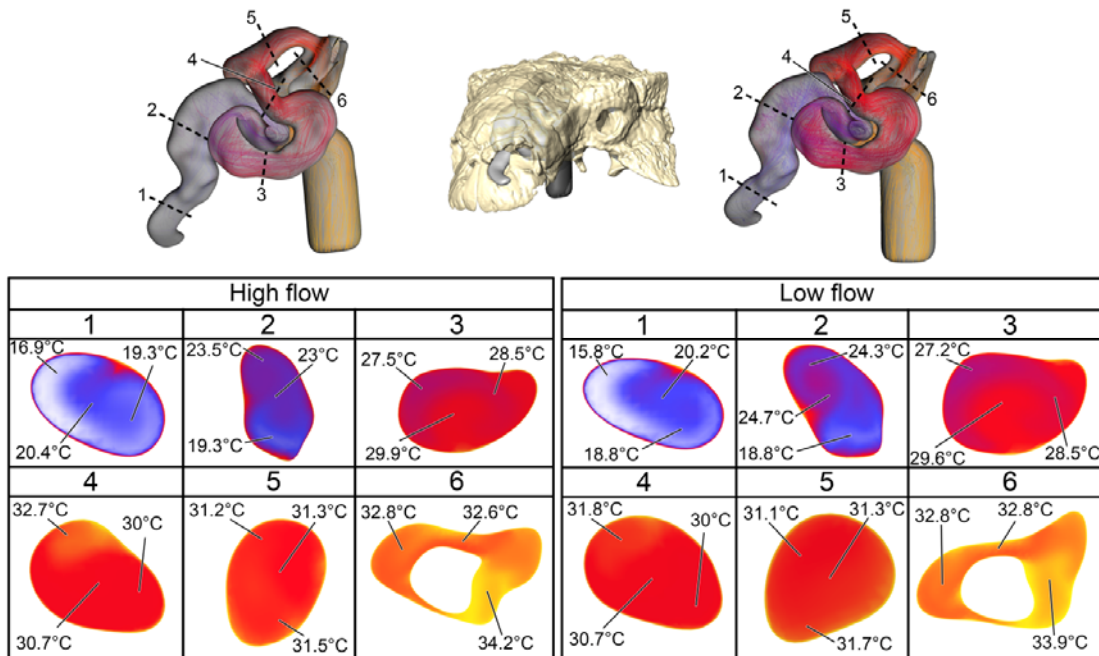 5
4
2
6
1
3
5
4
2
6
1
3
High flow
1 2 3
16.9°C 19.3°C 20.4°C
23.5°C 23°C 19.3°C
27.5°C 28.5°C 29.9°C
4 5 6
32.7°C 30°C 30.7°C
31.2°C 31.3°C 31.5°C
32.8°C 32.6°C 34.2°C
Low flow
1 2 3
15.8°C 20.2°C 18.8°C
24.3°C 24.7°C 18.8°C
27.2°C 29.6°C 28.5°C
4 5 6
31.8°C 30°C 30.7°C
31.1°C 31.3°C 31.7°C
32.8°C 32.8°C 33.9°C